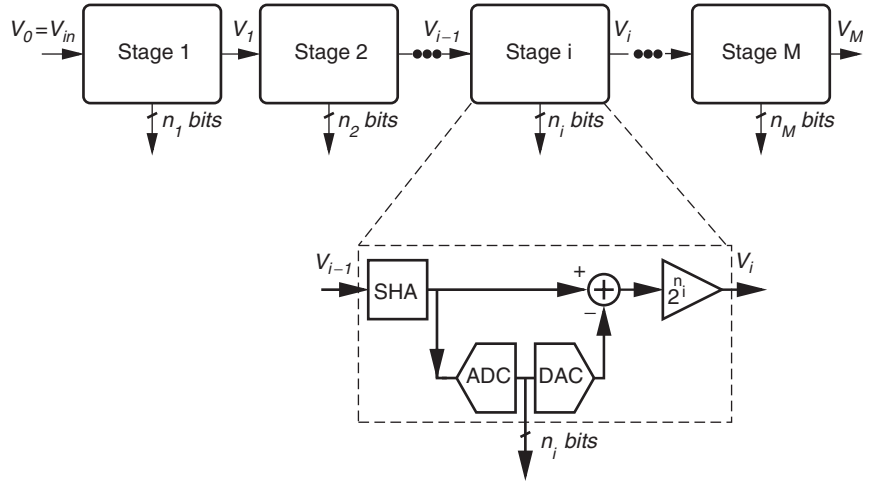 V0=Vin
Stage 1
V1
Stage 2
Vi−1
Stage i
Vi
Stage M
VM
n1 bits
n2 bits
ni bits
nM bits
Vi−1
SHA
+
+
−
2ni
Vi
ADC
DAC
ni bits